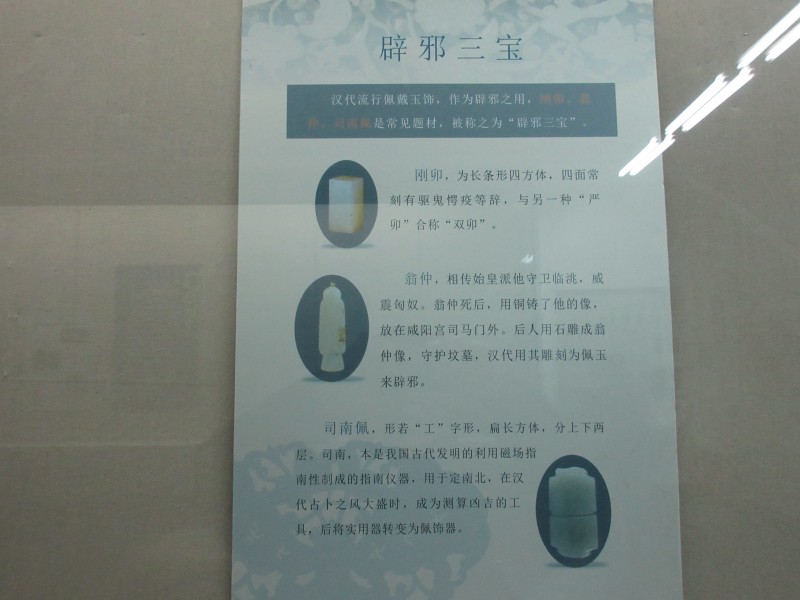 辟邪三宝
汉代流行佩戴玉饰，作为辟邪之用，刚卯、翁
仲、司南佩是常见题材，被称之为“辟邪三宝”。
刚卯，为长条形四方体，四面常
刻有驱鬼愕疫等辞，与另一种“严
卯”合称“双卯”。
翁仲，相传始皇派他守卫临洮，威
震匈奴。翁仲死后，用铜铸了他的像，
放在咸阳宫司马门外。后人用石雕成翁
仲像，守护坟墓，汉代用其雕刻为佩玉
来辟邪。
司南佩，形若“工”字形，扁长方体，分上下两
层。司南，本是我国古代发明的利用磁场指
南性制成的指南仪器，用于定南北，在汉
代占卜之风大盛时，成为测算凶吉的工
具，后将实用器转变为佩饰器。